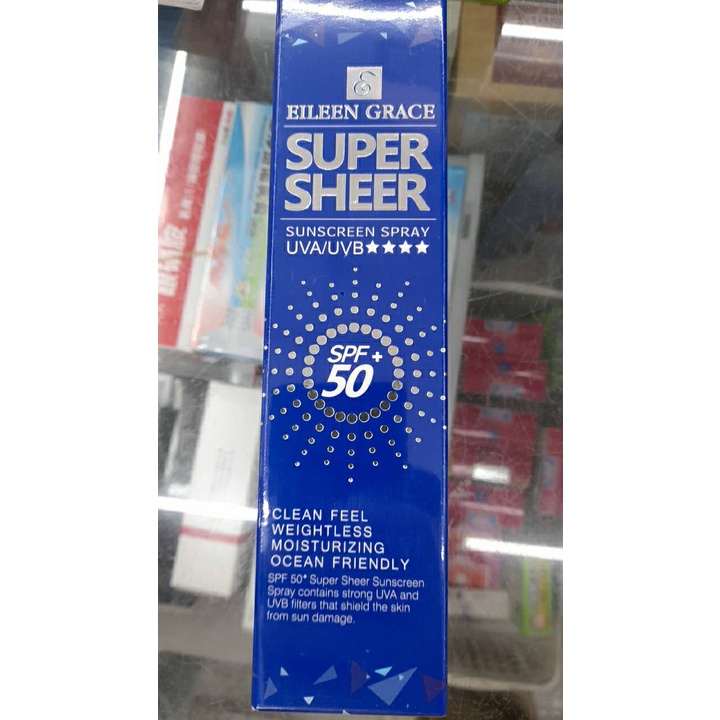 EILEEN GRACE
SUPER
SHEER
SUNSCREEN SPRAY
UVA/UVB★★★★
SPF+
50
CLEAN FEEL
WEIGHTLESS
MOISTURIZING
OCEAN FRIENDLY
SPF 50+ Super Sheer Sunscreen
Spray contains strong UVA and
UVB filters that shield the skin
from sun damage.